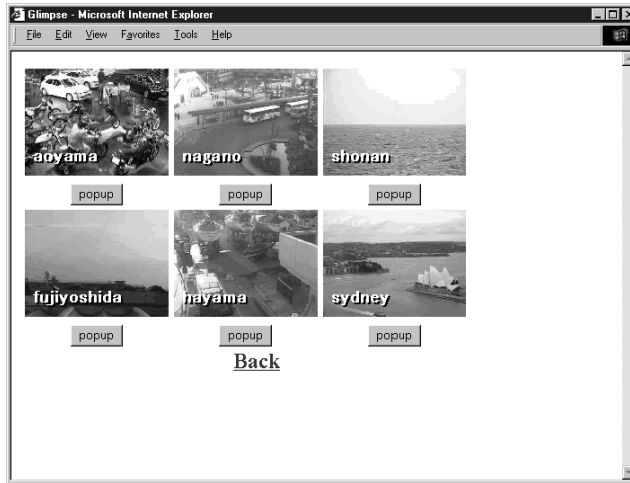 Glimpse - Microsoft Internet Explorer
File Edit View Favorites Tools Help
aoyama nagano shonan
popup popup popup
fujiyoshida hayama sydney
popup popup popup
Back